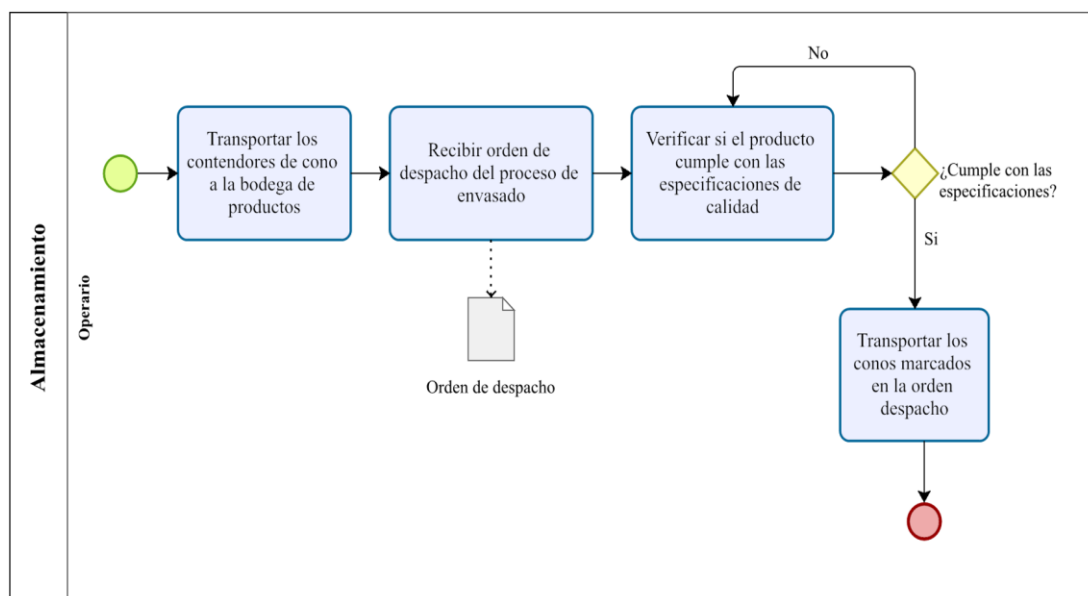 Almacenamiento
Operario
Transportar los
contendores de cono
a la bodega de
productos
Recibir orden de
despacho del proceso de
envasado
Orden de despacho
Verificar si el producto
cumple con las
especificaciones de
calidad
No
¿Cumple con las
especificaciones?
Si
Transportar los
conos marcados
en la orden
despacho